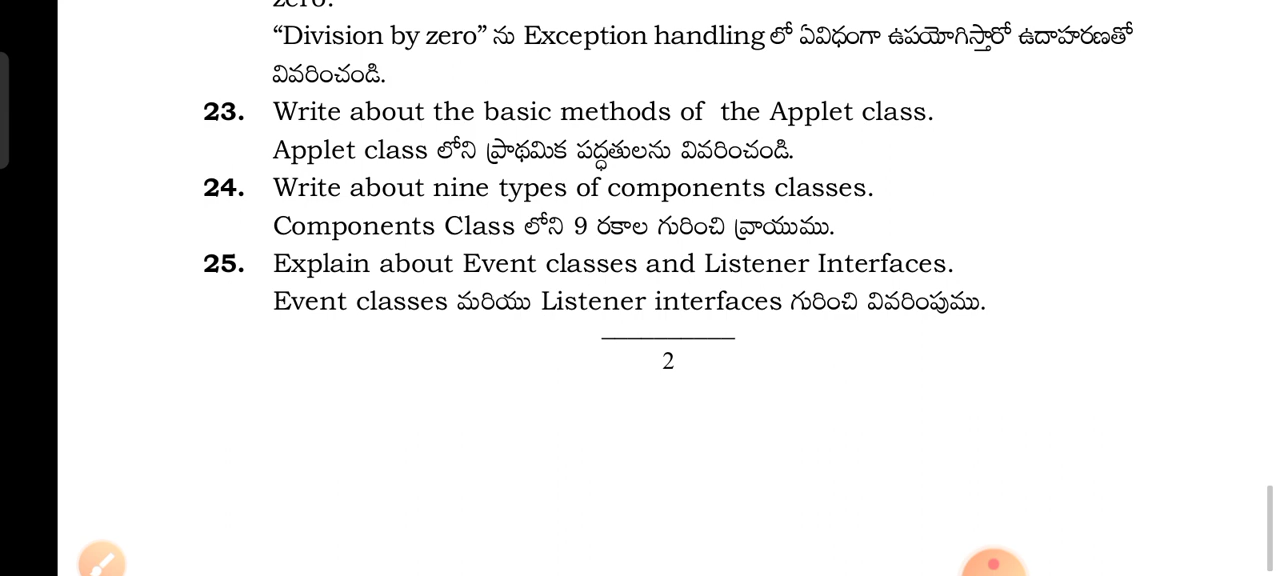 zero.
“Division by zero” ను Exception handling లో ఏవిధంగా ఉపయోగిస్తారో ఉదాహరణతో
వివరించండి.
23. Write about the basic methods of the Applet class.
Applet class లోని ప్రాథమిక పద్ధతులను వివరించండి.
24. Write about nine types of components classes.
Components Class లోని 9 రకాల గురించి వ్రాయుము.
25. Explain about Event classes and Listener Interfaces.
Event classes మరియు Listener interfaces గురించి వివరింపుము.
2